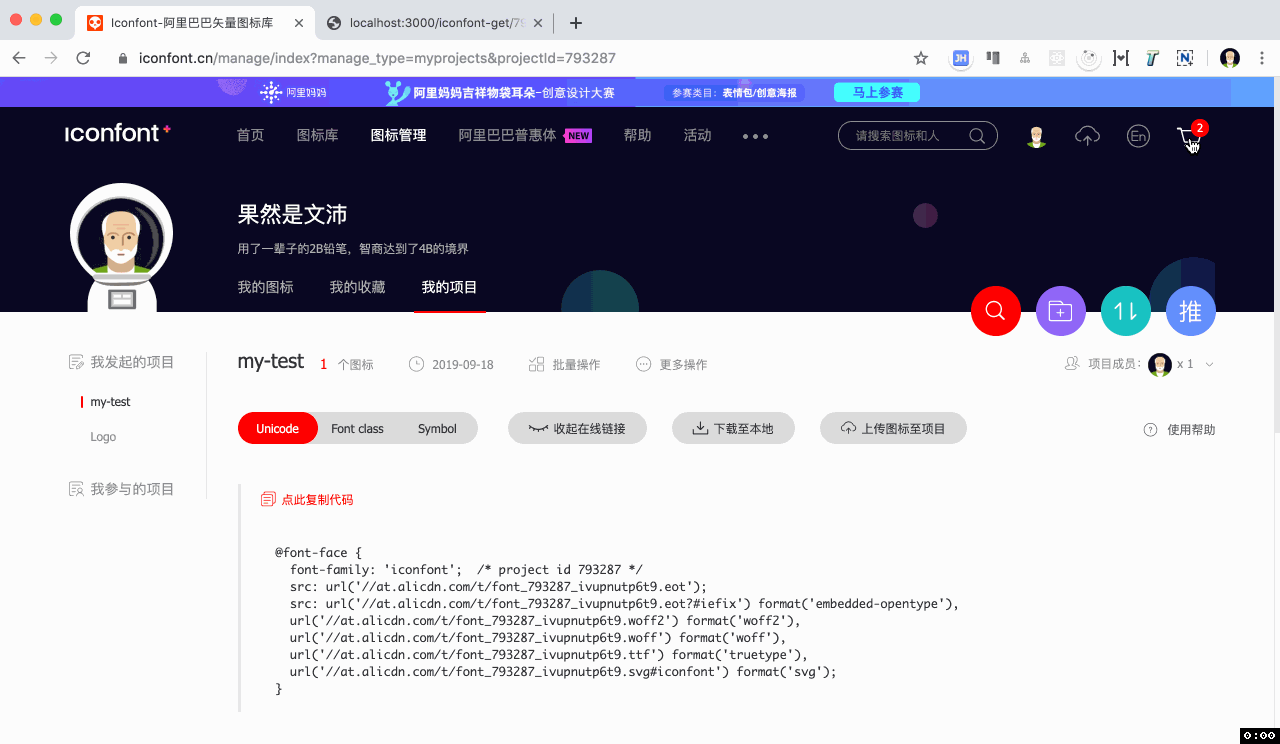 Iconfont-阿里巴巴矢量图标库
localhost:3000/iconfont-get/79
iconfont.cn/manage/index?manage_type=myprojects&projectId=793287
JH
T
N
阿里妈妈
阿里妈妈吉祥物袋耳朵-创意设计大赛
参赛类目：表情包/创意海报
马上参赛
iconfont+
首页
图标库
图标管理
阿里巴巴普惠体
NEW
帮助
活动
请搜索图标和人
En
2
果然是文沛
用了一辈子的2B铅笔，智商达到了4B的境界
我的图标
我的收藏
我的项目
推
我发起的项目
my-test
Logo
我参与的项目
my-test
1 个图标
2019-09-18
批量操作
更多操作
项目成员：
x 1
Unicode
Font class
Symbol
收起在线链接
下载至本地
上传图标至项目
使用帮助
点此复制代码
@font-face {
font-family: 'iconfont';  /* project id 793287 */
src: url('//at.alicdn.com/t/font_793287_ivupnutp6t9.eot');
src: url('//at.alicdn.com/t/font_793287_ivupnutp6t9.eot?#iefix') format('embedded-opentype'),
url('//at.alicdn.com/t/font_793287_ivupnutp6t9.woff2') format('woff2'),
url('//at.alicdn.com/t/font_793287_ivupnutp6t9.woff') format('woff'),
url('//at.alicdn.com/t/font_793287_ivupnutp6t9.ttf') format('truetype'),
url('//at.alicdn.com/t/font_793287_ivupnutp6t9.svg#iconfont') format('svg');
}
0:00